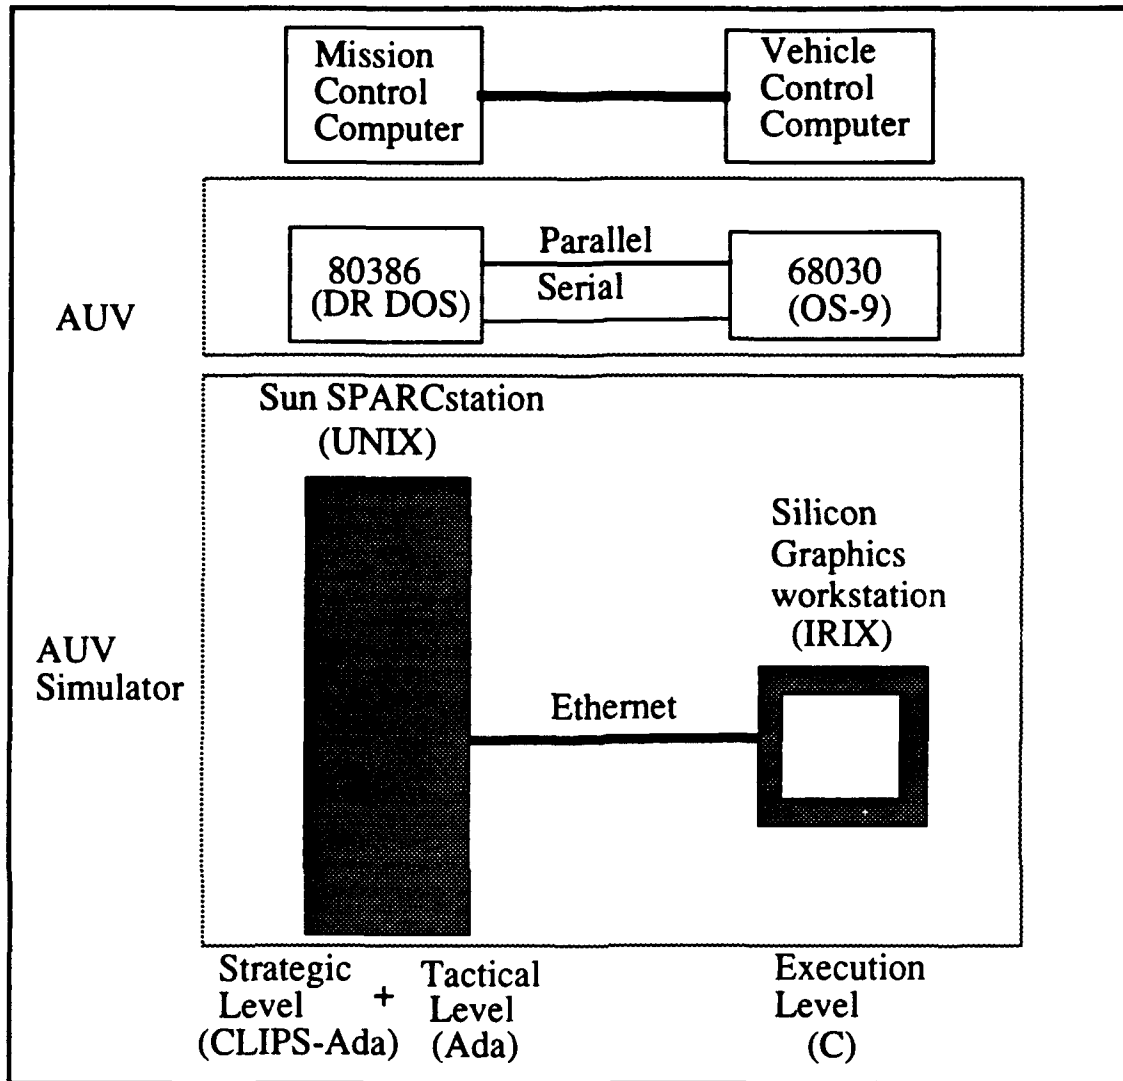 Mission
Control
Computer
Vehicle
Control
Computer
AUV
80386
(DR DOS)
Parallel
Serial
68030
(OS-9)
Sun SPARCstation
(UNIX)
Silicon
Graphics
workstation
(IRIX)
AUV
Simulator
Ethernet
Strategic
Level
(CLIPS-Ada)
+
Tactical
Level
(Ada)
Execution
Level
(C)